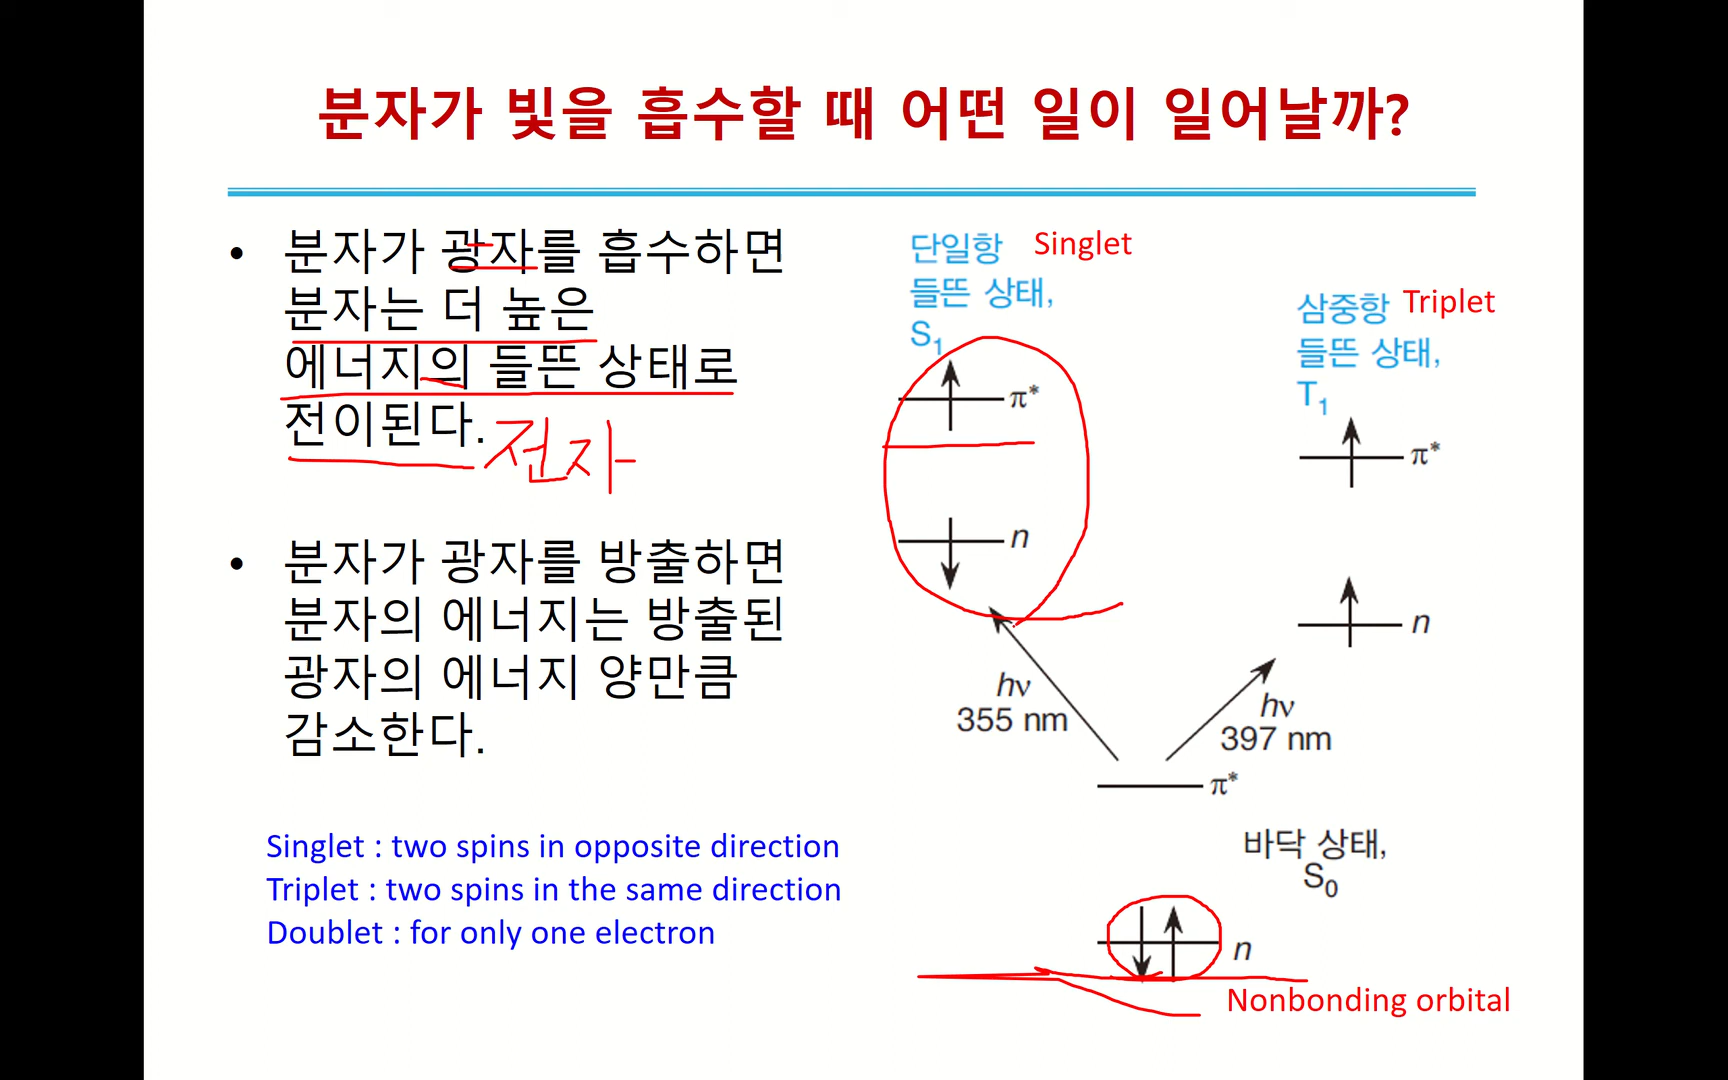 분자가 빛을 흡수할 때 어떤 일이 일어날까?
• 분자가 광자를 흡수하면
분자는 더 높은
에너지의 들뜬 상태로
전이된다.
전자
• 분자가 광자를 방출하면
분자의 에너지는 방출된
광자의 에너지 양만큼
감소한다.
Singlet : two spins in opposite direction
Triplet : two spins in the same direction
Doublet : for only one electron
단일항 Singlet
들뜬 상태,
S₁
π*
n
hν
355 nm
삼중항 Triplet
들뜬 상태,
T₁
π*
n
hν
397 nm
π*
바닥 상태,
S₀
n
Nonbonding orbital